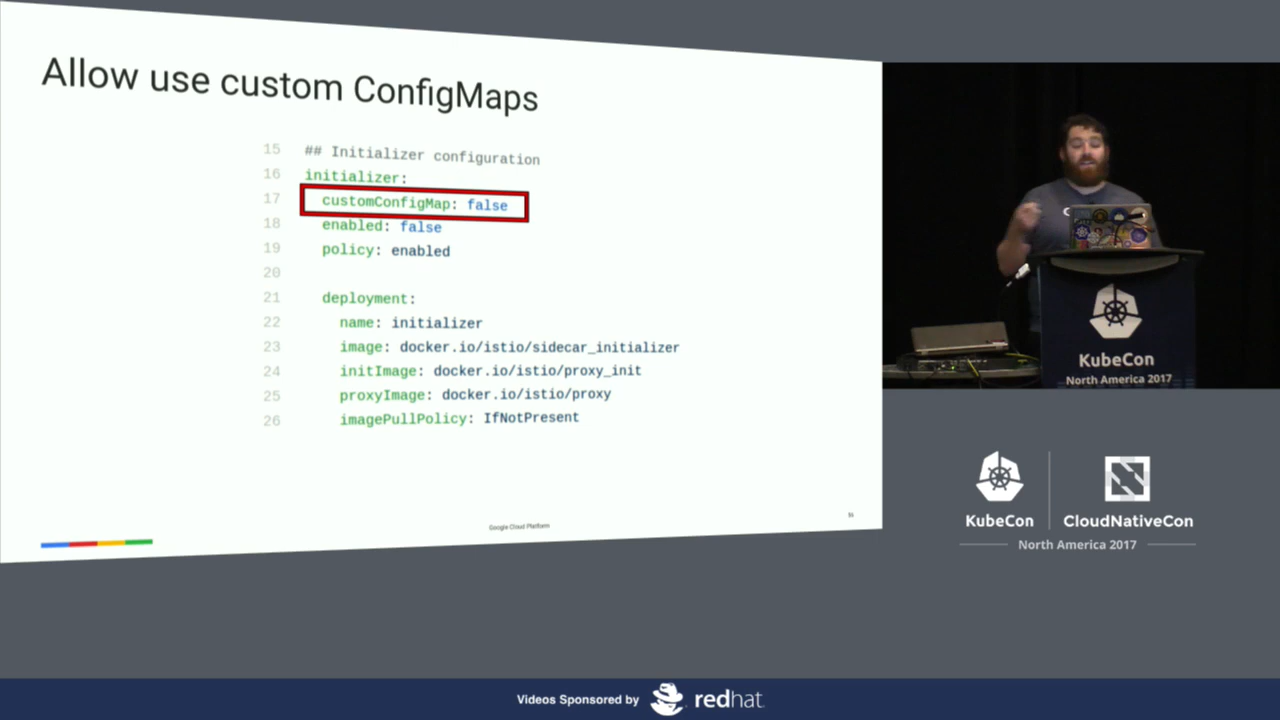 Allow use custom ConfigMaps
15 ## Initializer configuration
16 initializer:
17 customConfigMap: false
18 enabled: false
19 policy: enabled
20
21 deployment:
22 name: initializer
23 image: docker.io/istio/sidecar_initializer
24 initImage: docker.io/istio/proxy_init
25 proxyImage: docker.io/istio/proxy
26 imagePullPolicy: IfNotPresent
Google Cloud Platform
KubeCon
North America 2017
KubeCon
CloudNativeCon
North America 2017
Videos Sponsored by redhat